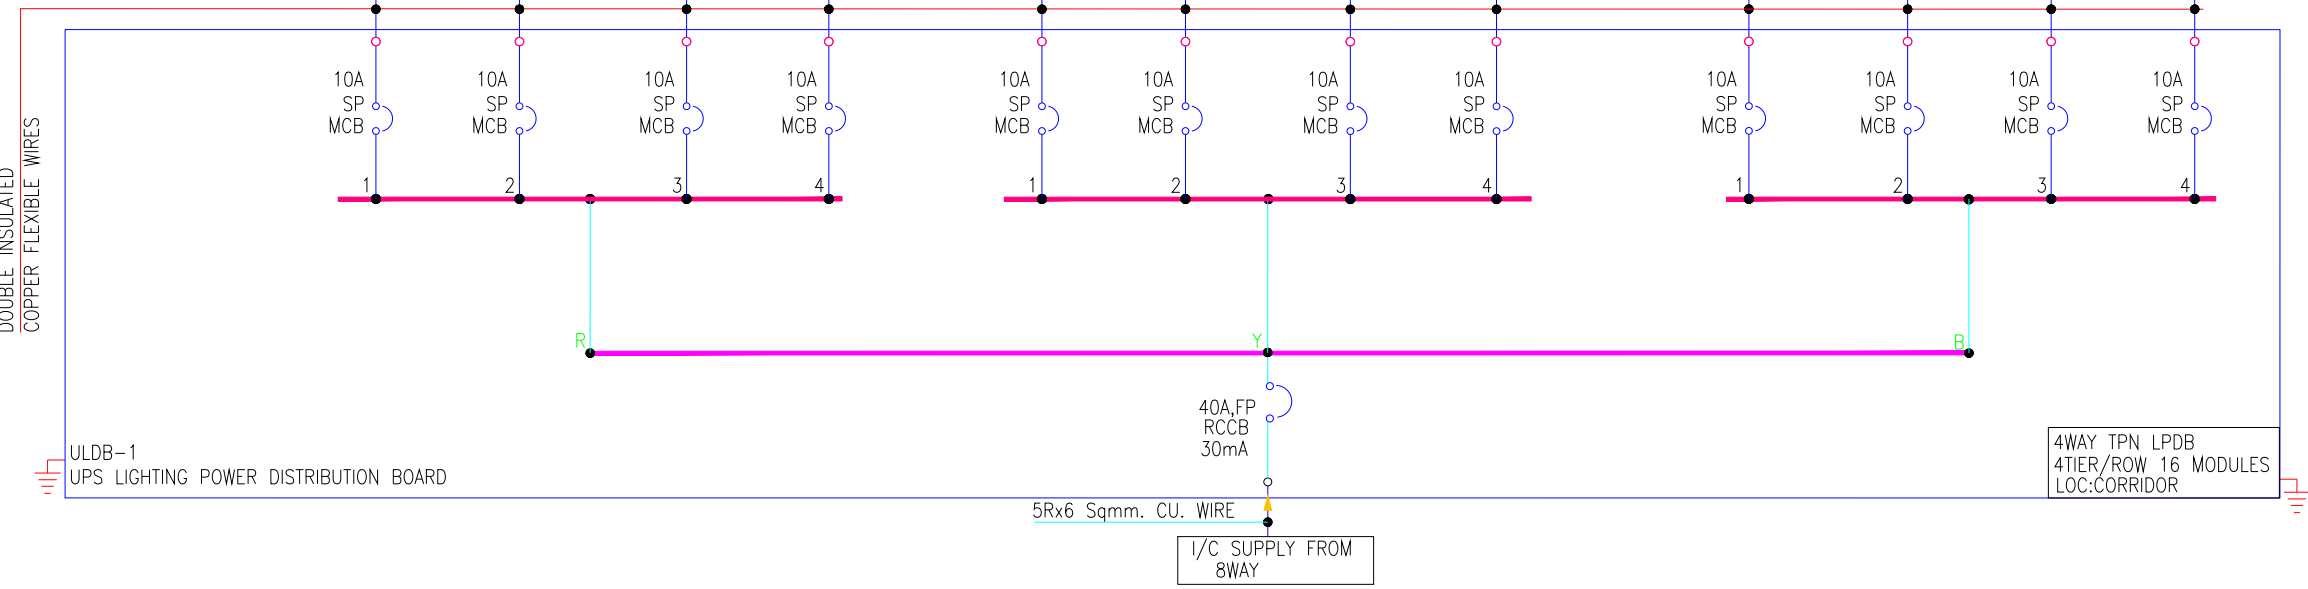 DOUBLE INSULATED
COPPER FLEXIBLE WIRES
10A
SP
MCB
1
10A
SP
MCB
2
10A
SP
MCB
3
10A
SP
MCB
4
10A
SP
MCB
1
10A
SP
MCB
2
10A
SP
MCB
3
10A
SP
MCB
4
10A
SP
MCB
1
10A
SP
MCB
2
10A
SP
MCB
3
10A
SP
MCB
4
R
Y
B
40A,FP
RCCB
30mA
ULDB-1
UPS LIGHTING POWER DISTRIBUTION BOARD
4WAY TPN LPDB
4TIER/ROW 16 MODULES
LOC:CORRIDOR
5Rx6 Sqmm. CU. WIRE
I/C SUPPLY FROM
8WAY